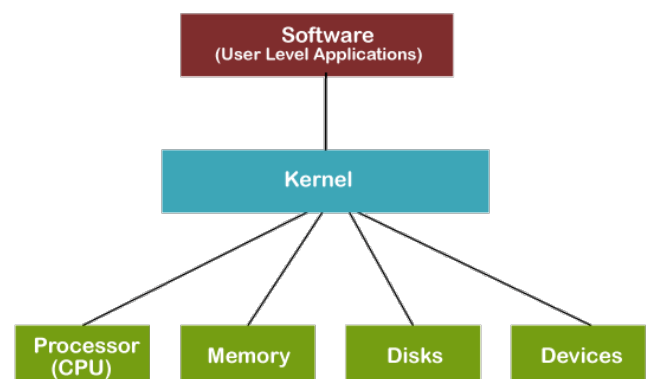 Software
(User Level Applications)
Kernel
Processor
(CPU)
Memory
Disks
Devices